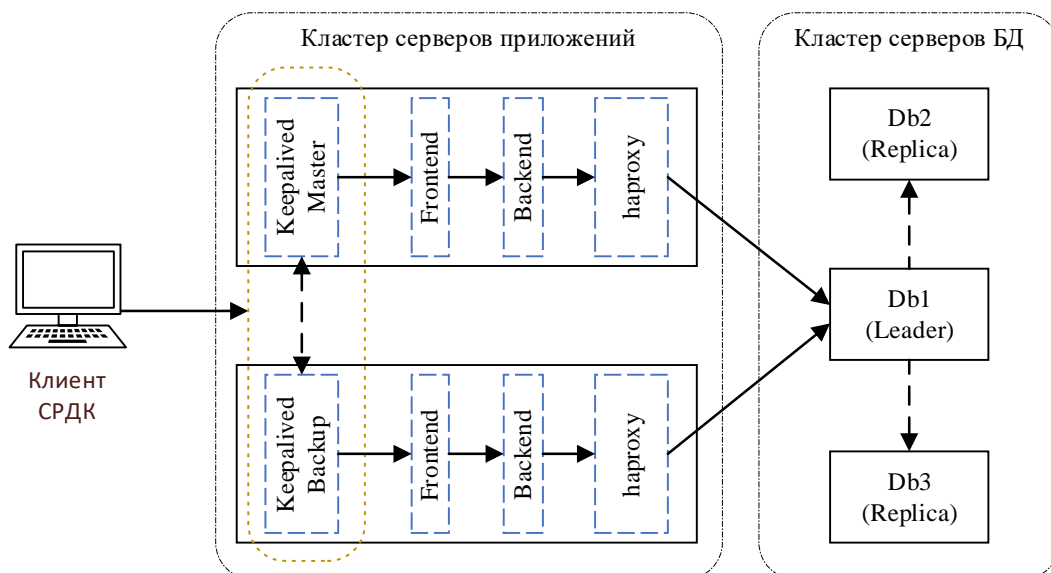 Кластер серверов приложений
Кластер серверов БД
Keepalived
Master
Frontend
Backend
haproxy
Db2
(Replica)
Db1
(Leader)
Клиент
СРДК
Keepalived
Backup
Frontend
Backend
haproxy
Db3
(Replica)